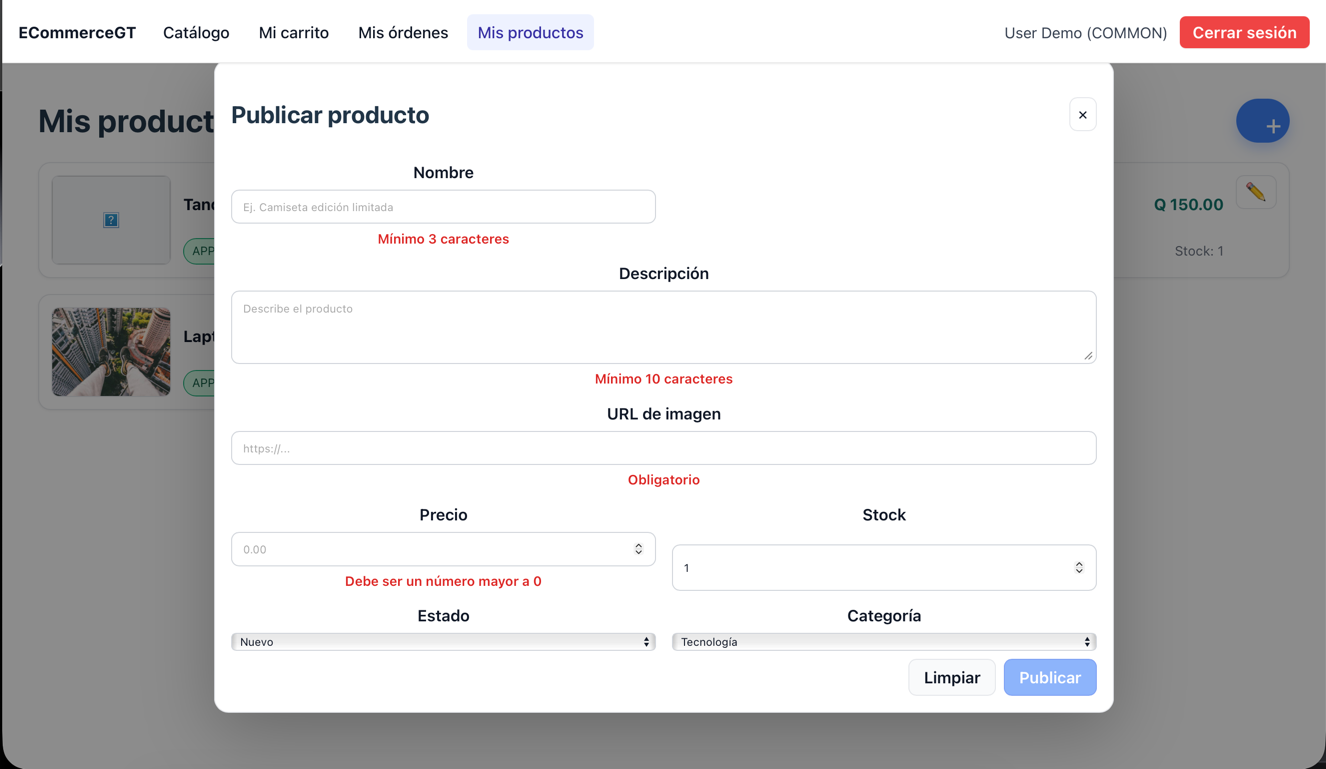 ECommerceGT Catálogo Mi carrito Mis órdenes Mis productos User Demo (COMMON) Cerrar sesión
Mis product
+
Publicar producto
×
Nombre
Ej. Camiseta edición limitada
Mínimo 3 caracteres
Descripción
Describe el producto
Mínimo 10 caracteres
URL de imagen
https://...
Obligatorio
Precio
0.00
Debe ser un número mayor a 0
Stock
1
Estado
Nuevo
Categoría
Tecnología
Limpiar
Publicar
?
Tand
APP
Q 150.00
Stock: 1
Lapt
APP